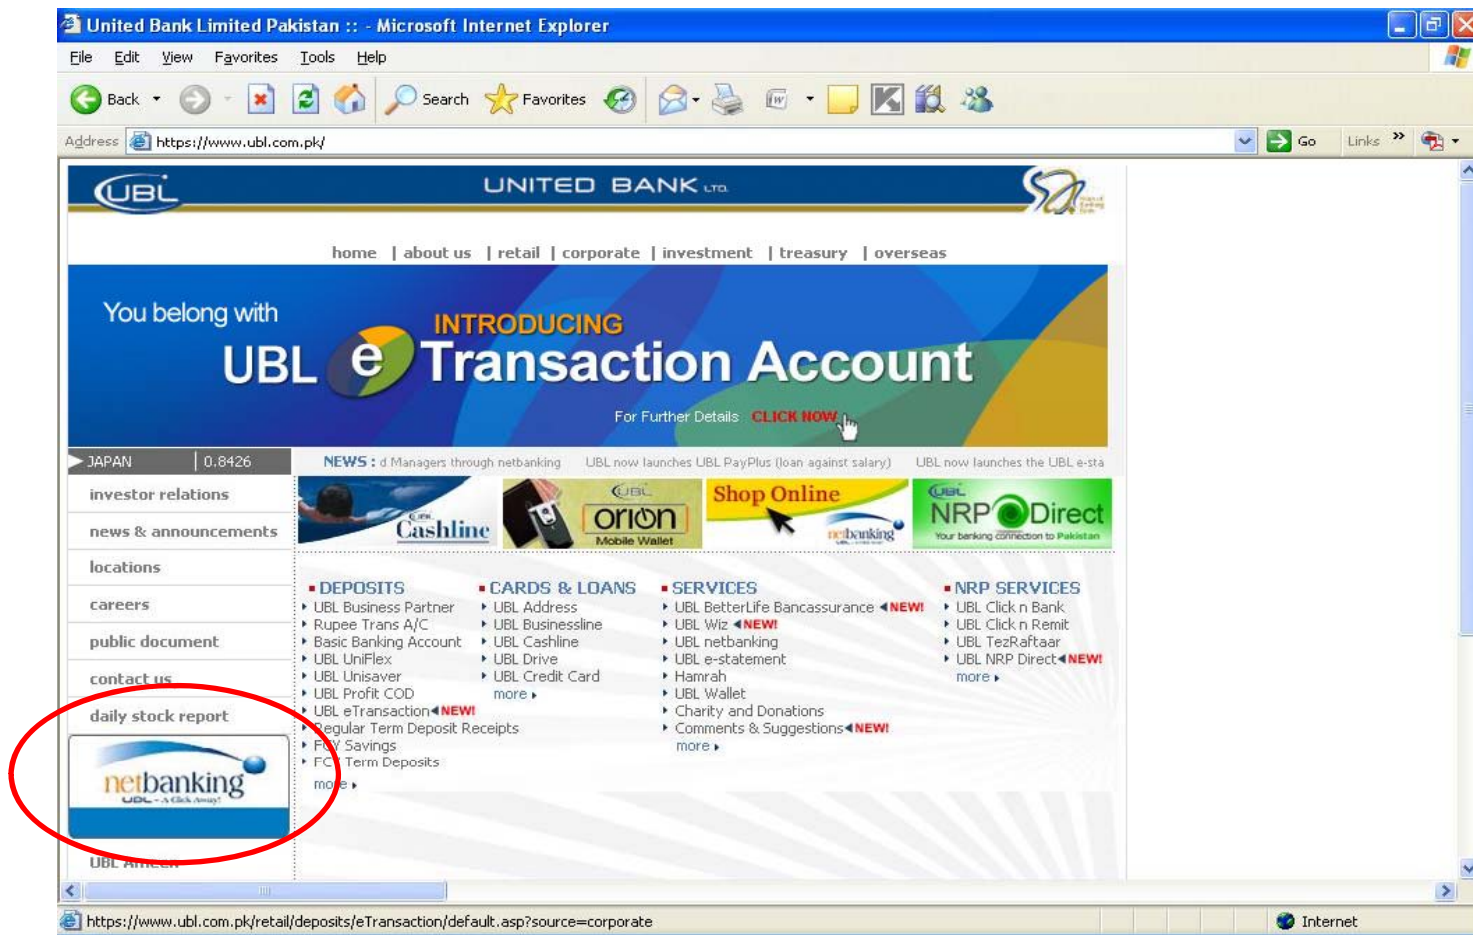 United Bank Limited Pakistan :: - Microsoft Internet Explorer
File Edit View Favorites Tools Help
Back Search Favorites
Address https://www.ubl.com.pk/ Go Links »
UBL UNITED BANK LTD.
home | about us | retail | corporate | investment | treasury | overseas
You belong with
INTRODUCING
UBL e Transaction Account
For Further Details CLICK NOW
JAPAN | 0.8426
NEWS : d Managers through netbanking UBL now launches UBL PayPlus (loan against salary) UBL now launches the UBL e-sta
investor relations
news & announcements
locations
careers
public document
contact us
daily stock report
netbanking
UBL - A Click Away!
UBL Ameen
UBL Cashline
UBL
orion
Mobile Wallet
Shop Online
netbanking
UBL
NRP Direct
Your banking connection to Pakistan
DEPOSITS
UBL Business Partner
Rupee Trans A/C
Basic Banking Account
UBL UniFlex
UBL Unisaver
UBL Profit COD
UBL eTransaction NEW!
Regular Term Deposit Receipts
FCY Savings
FCY Term Deposits
more
CARDS & LOANS
UBL Address
UBL Businessline
UBL Cashline
UBL Drive
UBL Credit Card
more
SERVICES
UBL BetterLife Bancassurance NEW!
UBL Wiz NEW!
UBL netbanking
UBL e-statement
Hamrah
UBL Wallet
Charity and Donations
Comments & Suggestions NEW!
more
NRP SERVICES
UBL Click n Bank
UBL Click n Remit
UBL TezRaftaar
UBL NRP Direct NEW!
more
https://www.ubl.com.pk/retail/deposits/eTransaction/default.asp?source=corporate Internet